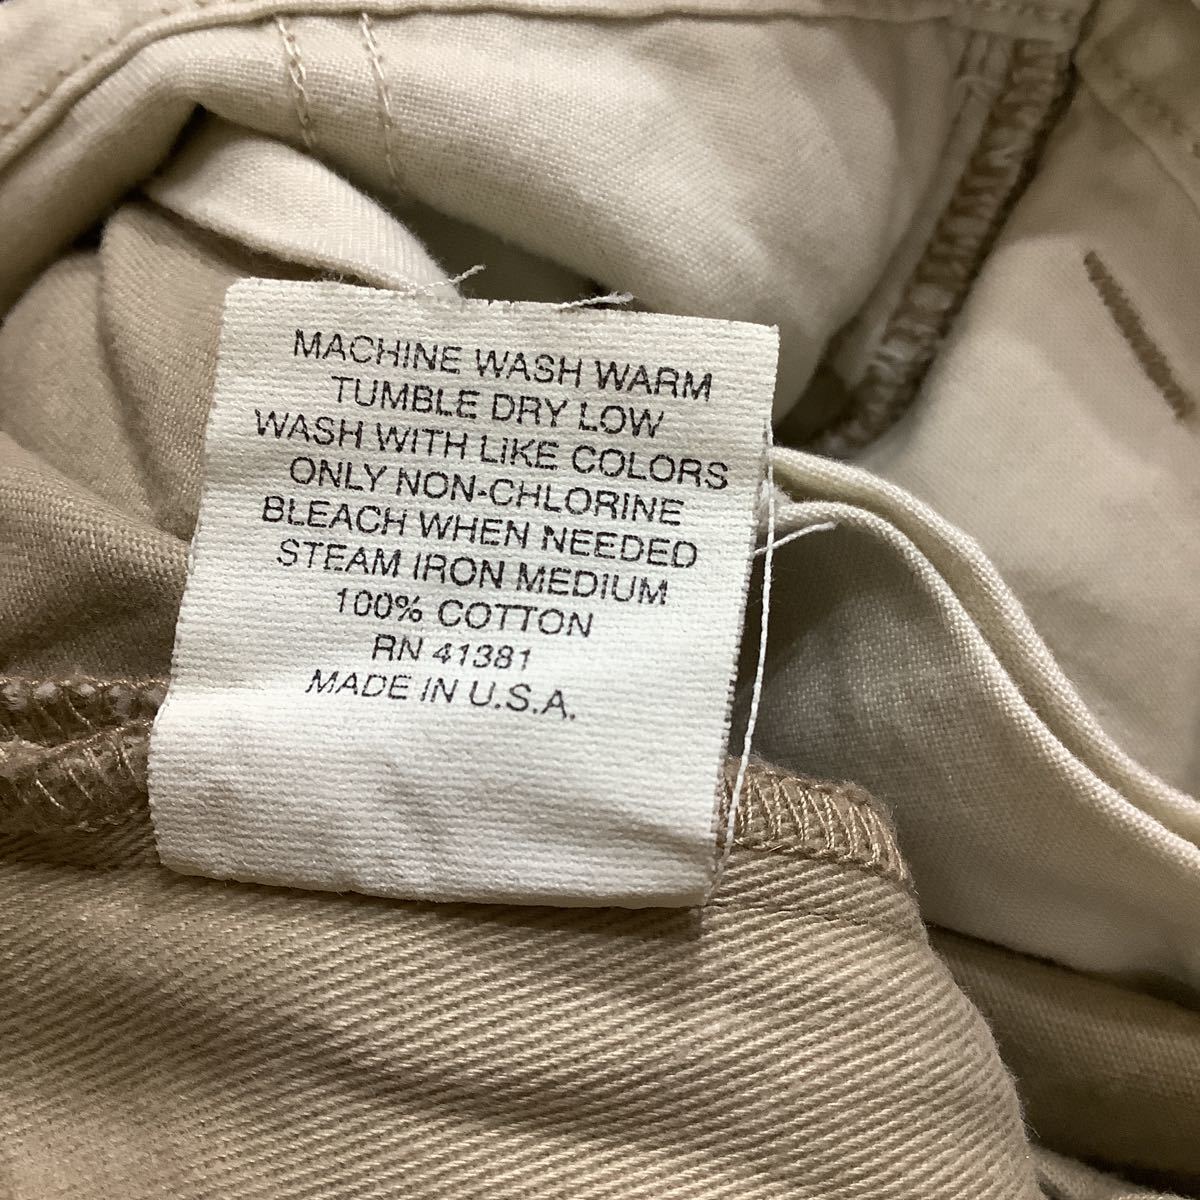 MACHINE WASH WARM
TUMBLE DRY LOW
WASH WITH LIKE COLORS
ONLY NON-CHLORINE
BLEACH WHEN NEEDED
STEAM IRON MEDIUM
100% COTTON
RN 41381
MADE IN U.S.A.